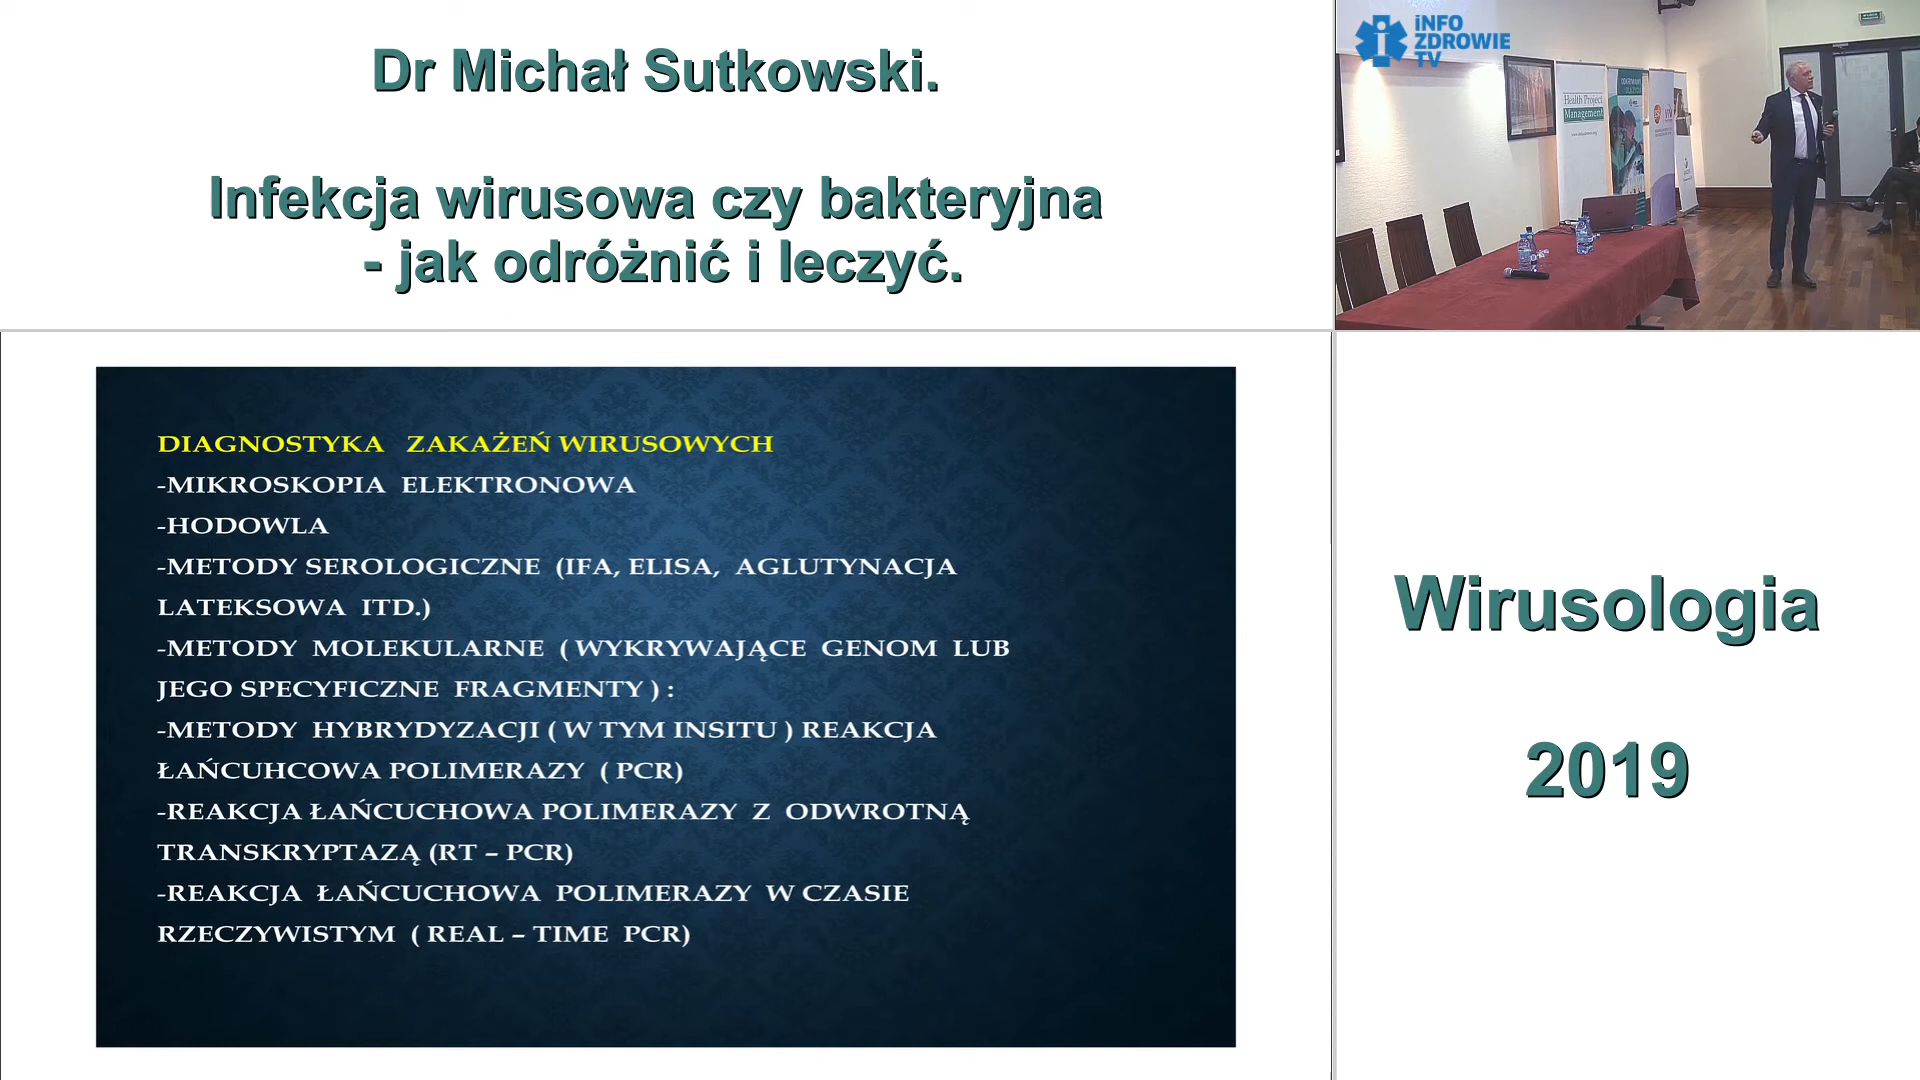 Dr Michał Sutkowski.
Infekcja wirusowa czy bakteryjna
- jak odróżnić i leczyć.
iNFO
ZDROWIE
TV
Health Project
Management
DIAGNOSTYKA ZAKAŻEŃ WIRUSOWYCH
-MIKROSKOPIA ELEKTRONOWA
-HODOWLA
-METODY SEROLOGICZNE (IFA, ELISA, AGLUTYNACJA
LATEKSOWA ITD.)
-METODY MOLEKULARNE ( WYKRYWAJĄCE GENOM LUB
JEGO SPECYFICZNE FRAGMENTY ) :
-METODY HYBRYDYZACJI ( W TYM INSITU ) REAKCJA
ŁAŃCUHCOWA POLIMERAZY ( PCR)
-REAKCJA ŁAŃCUCHOWA POLIMERAZY Z ODWROTNĄ
TRANSKRYPTAZĄ (RT – PCR)
-REAKCJA ŁAŃCUCHOWA POLIMERAZY W CZASIE
RZECZYWISTYM ( REAL – TIME PCR)
Wirusologia
2019